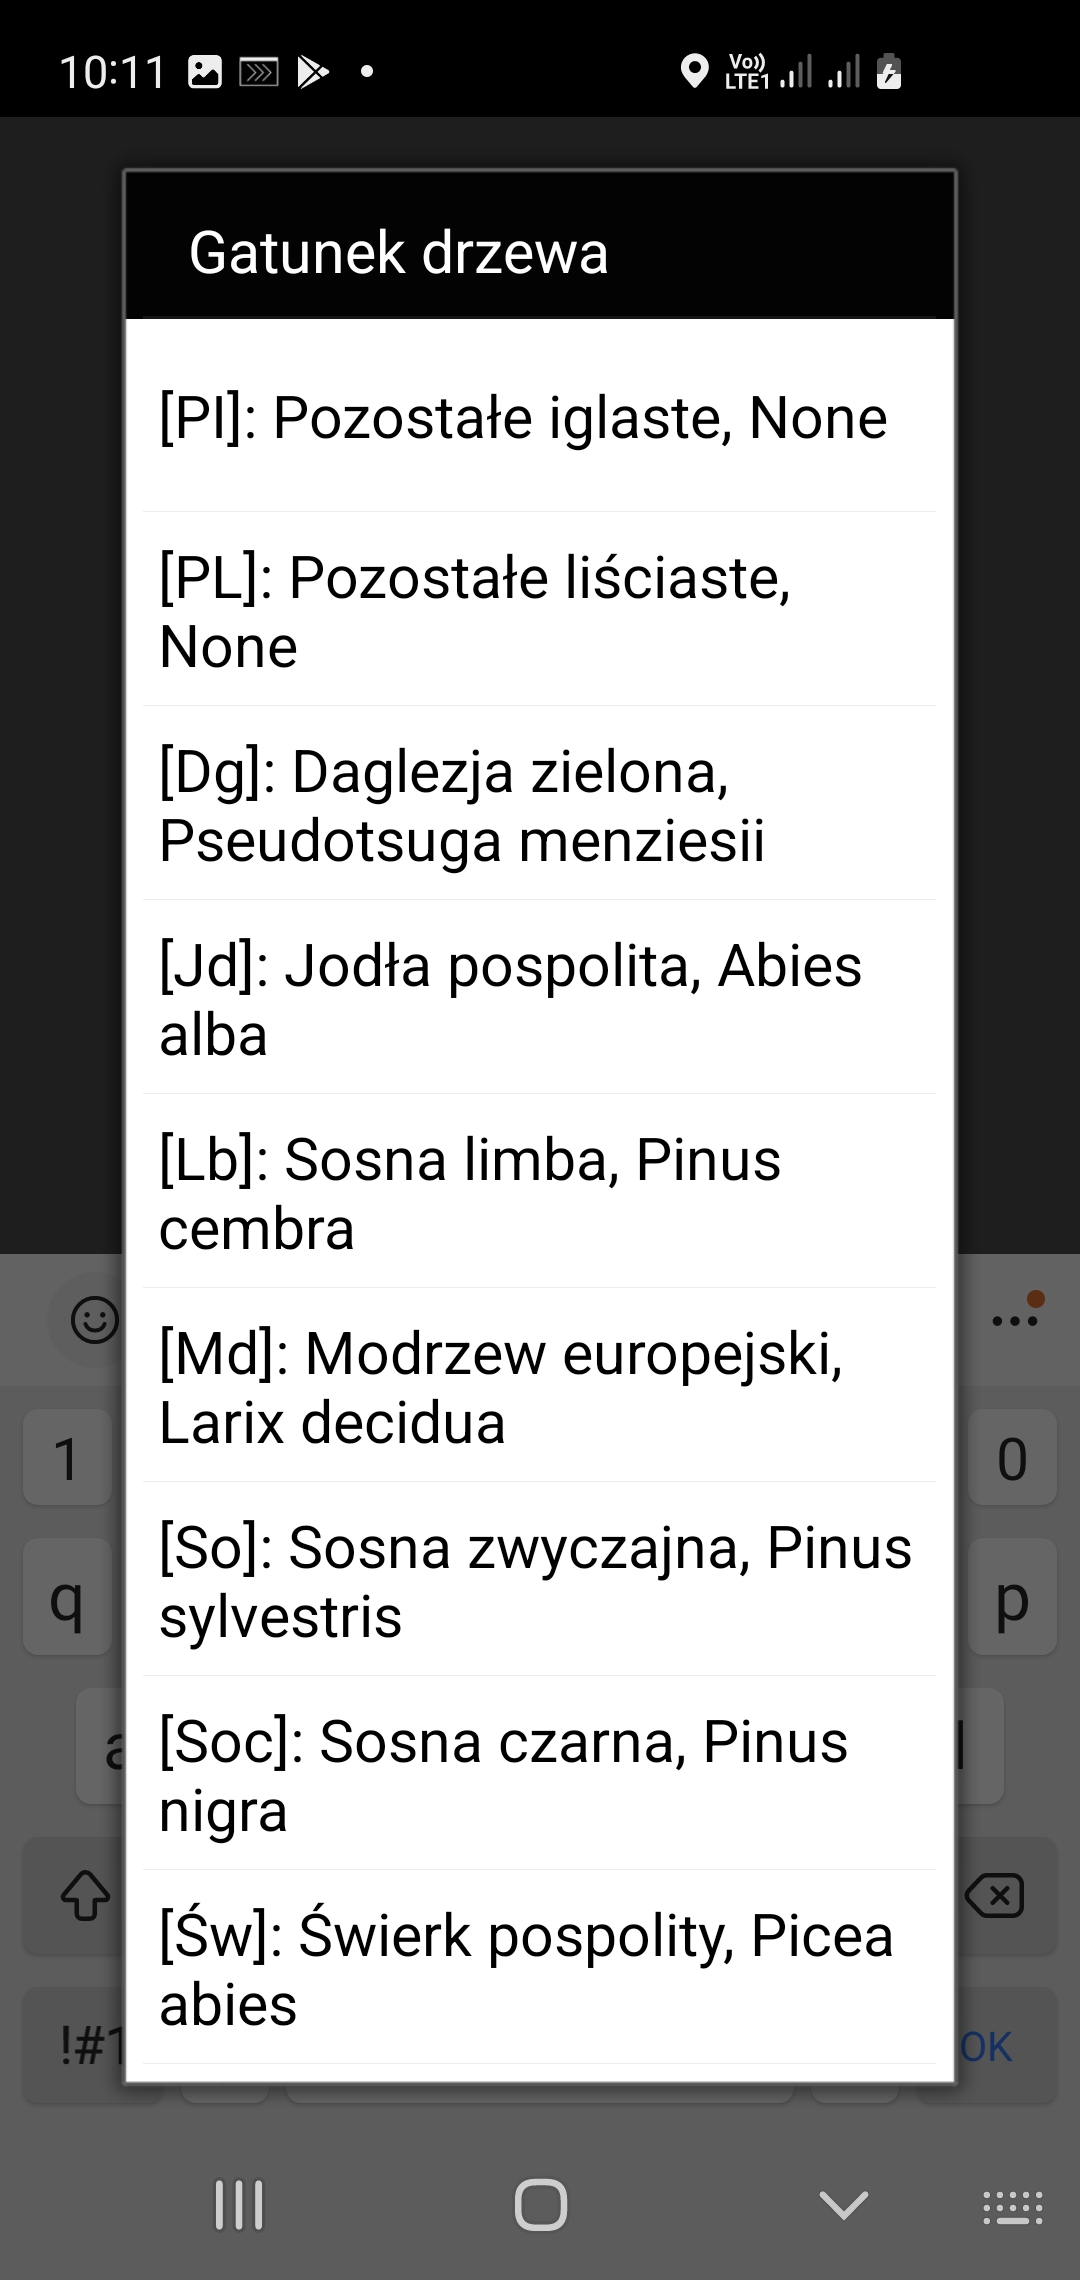 10:11
Vo))
LTE1
Gatunek drzewa
[PI]: Pozostałe iglaste, None
[PL]: Pozostałe liściaste,
None
[Dg]: Daglezja zielona,
Pseudotsuga menziesii
[Jd]: Jodła pospolita, Abies
alba
[Lb]: Sosna limba, Pinus
cembra
[Md]: Modrzew europejski,
Larix decidua
[So]: Sosna zwyczajna, Pinus
sylvestris
[Soc]: Sosna czarna, Pinus
nigra
[Św]: Świerk pospolity, Picea
abies
1 0
q p
a l
!#1 OK